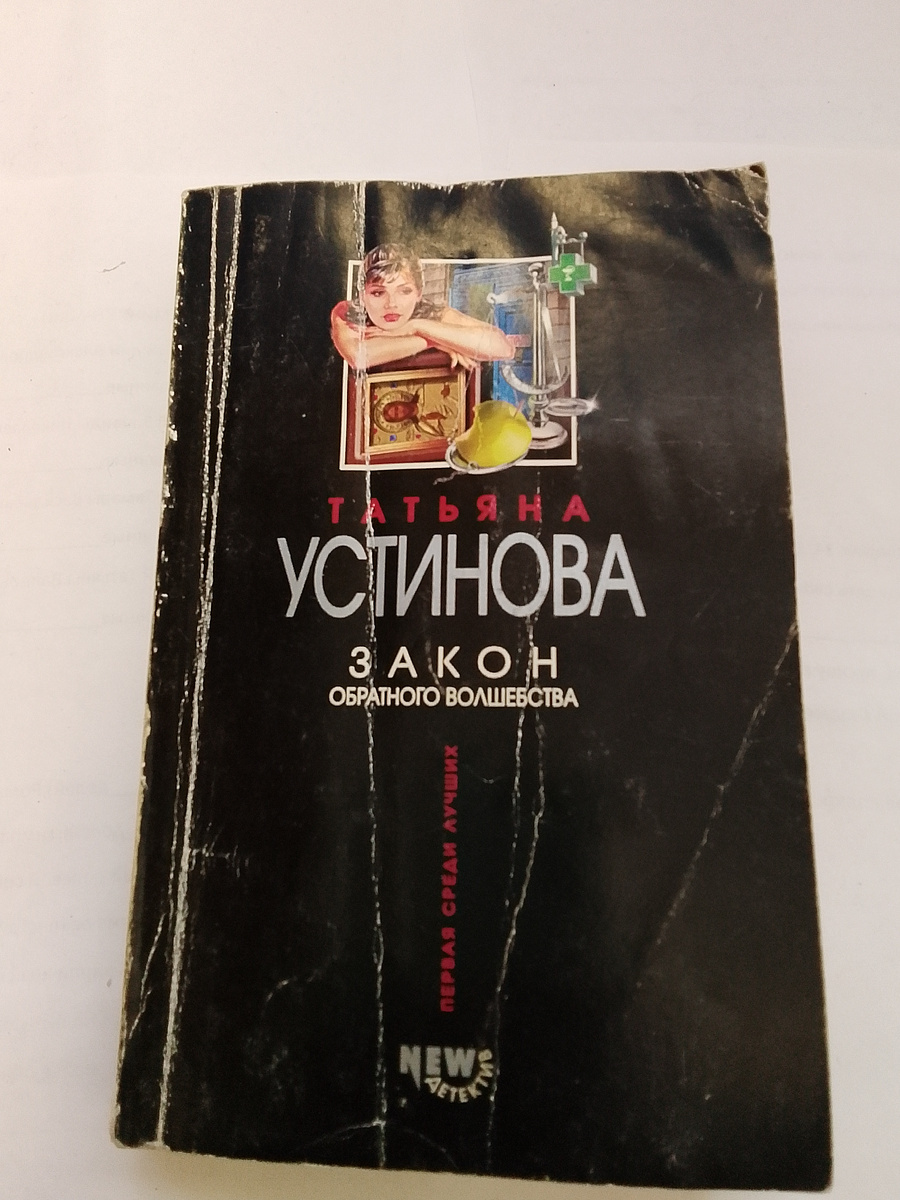 ТАТЬЯНА
УСТИНОВА
ЗАКОН
ОБРАТНОГО ВОЛШЕБСТВА
ПЕРВАЯ СРЕДИ ЛУЧШИХ
NEW
ДЕТЕКТИВ